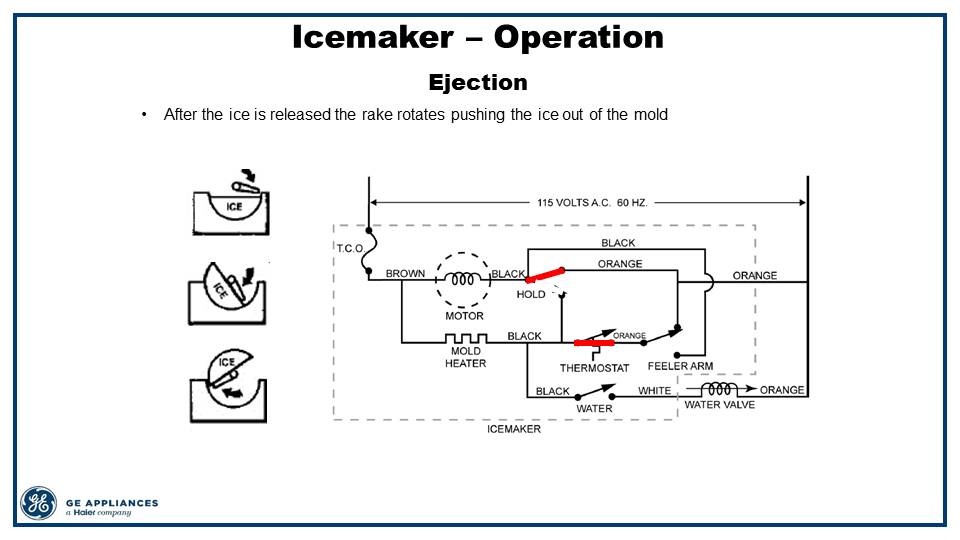 Icemaker – Operation
Ejection
• After the ice is released the rake rotates pushing the ice out of the mold
ICE
ICE
ICE
115 VOLTS A.C. 60 HZ.
T.C.O.
BLACK
ORANGE
BROWN
BLACK
ORANGE
HOLD
MOTOR
BLACK
ORANGE
MOLD
HEATER
THERMOSTAT
FEELER ARM
BLACK
WHITE
ORANGE
WATER
WATER VALVE
ICEMAKER
GE
GE APPLIANCES
a Haier company